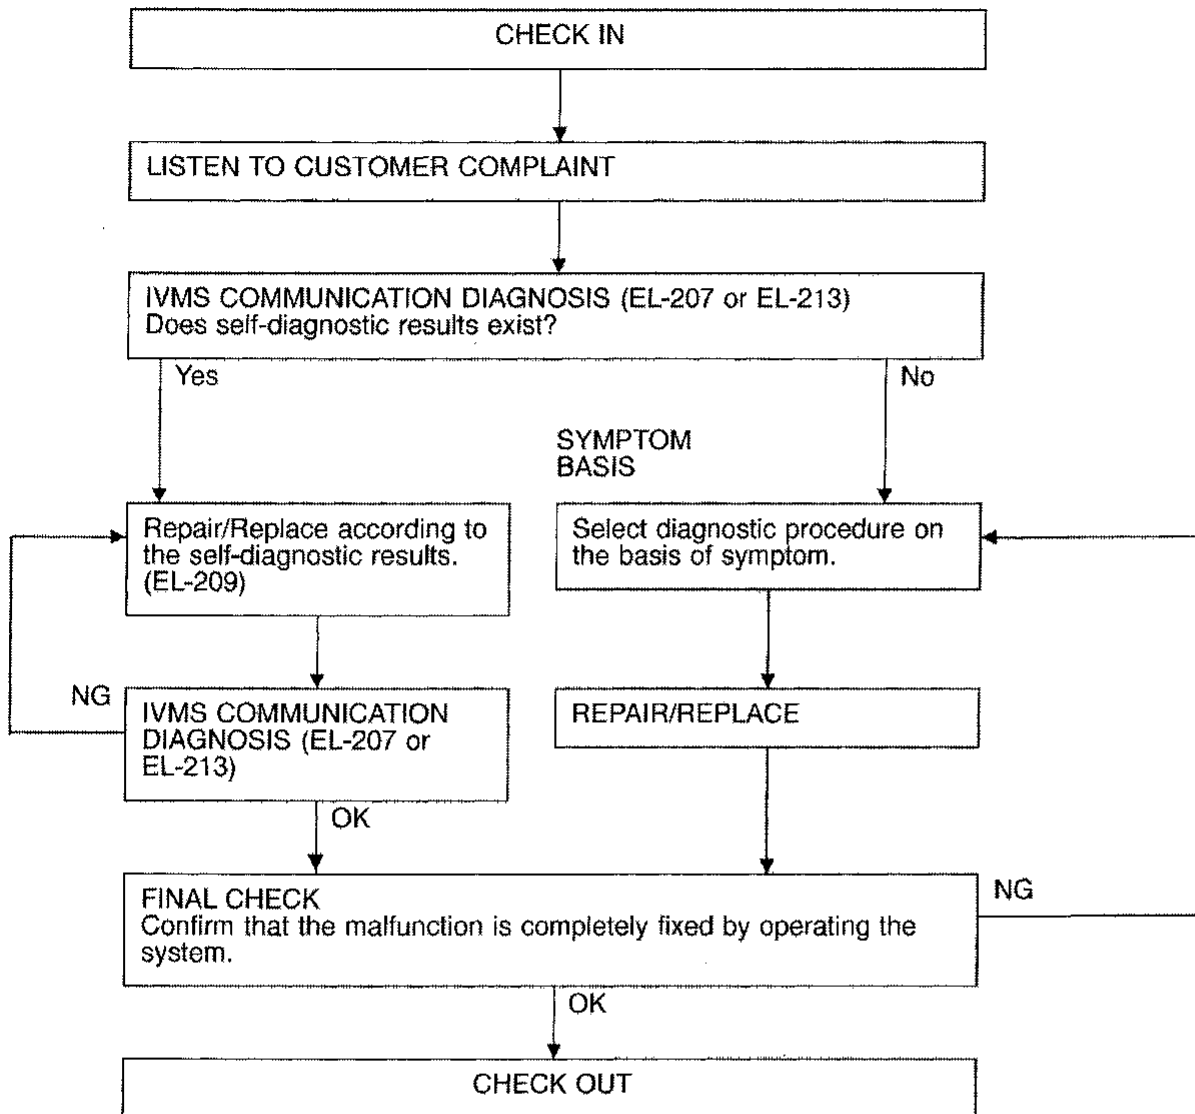 CHECK IN
LISTEN TO CUSTOMER COMPLAINT
IVMS COMMUNICATION DIAGNOSIS (EL-207 or EL-213)
Does self-diagnostic results exist?
Yes
No
SYMPTOM
BASIS
Repair/Replace according to
the self-diagnostic results.
(EL-209)
Select diagnostic procedure on
the basis of symptom.
NG
IVMS COMMUNICATION
DIAGNOSIS (EL-207 or
EL-213)
REPAIR/REPLACE
OK
FINAL CHECK
Confirm that the malfunction is completely fixed by operating the
system.
NG
OK
CHECK OUT